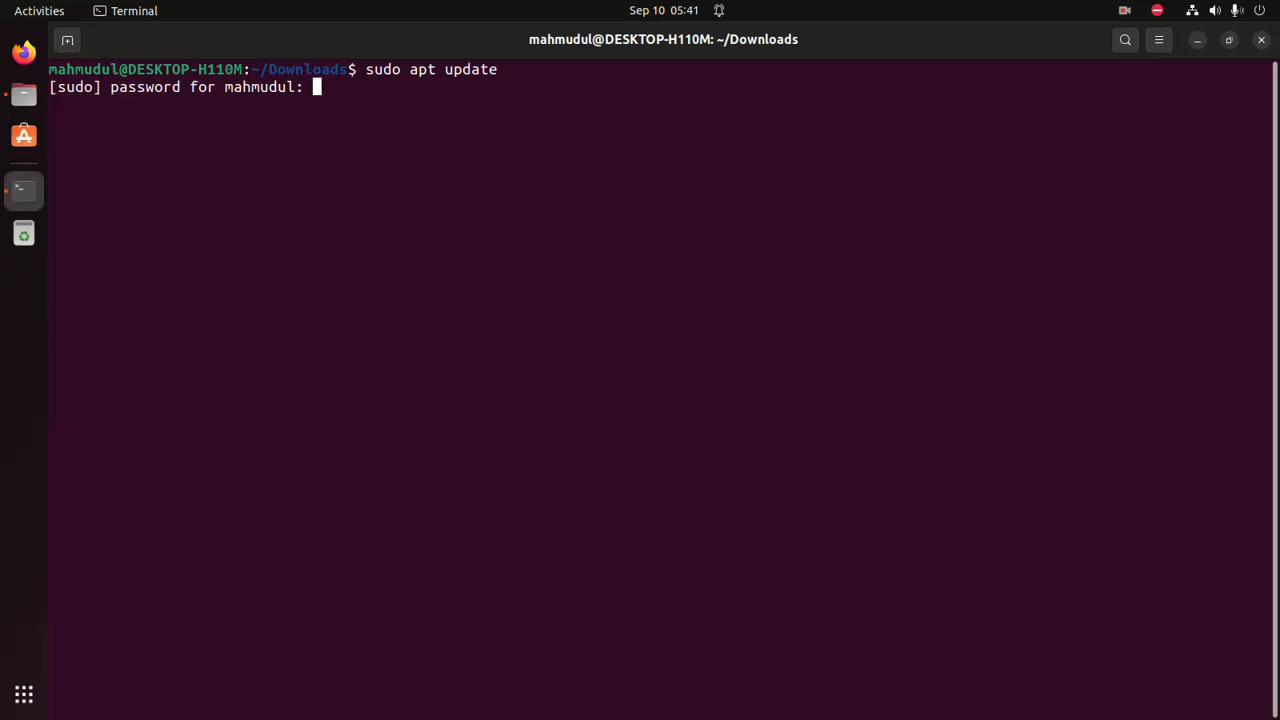 Activities Terminal Sep 10 05:41
mahmudul@DESKTOP-H110M: ~/Downloads
mahmudul@DESKTOP-H110M:~/Downloads$ sudo apt update
[sudo] password for mahmudul: